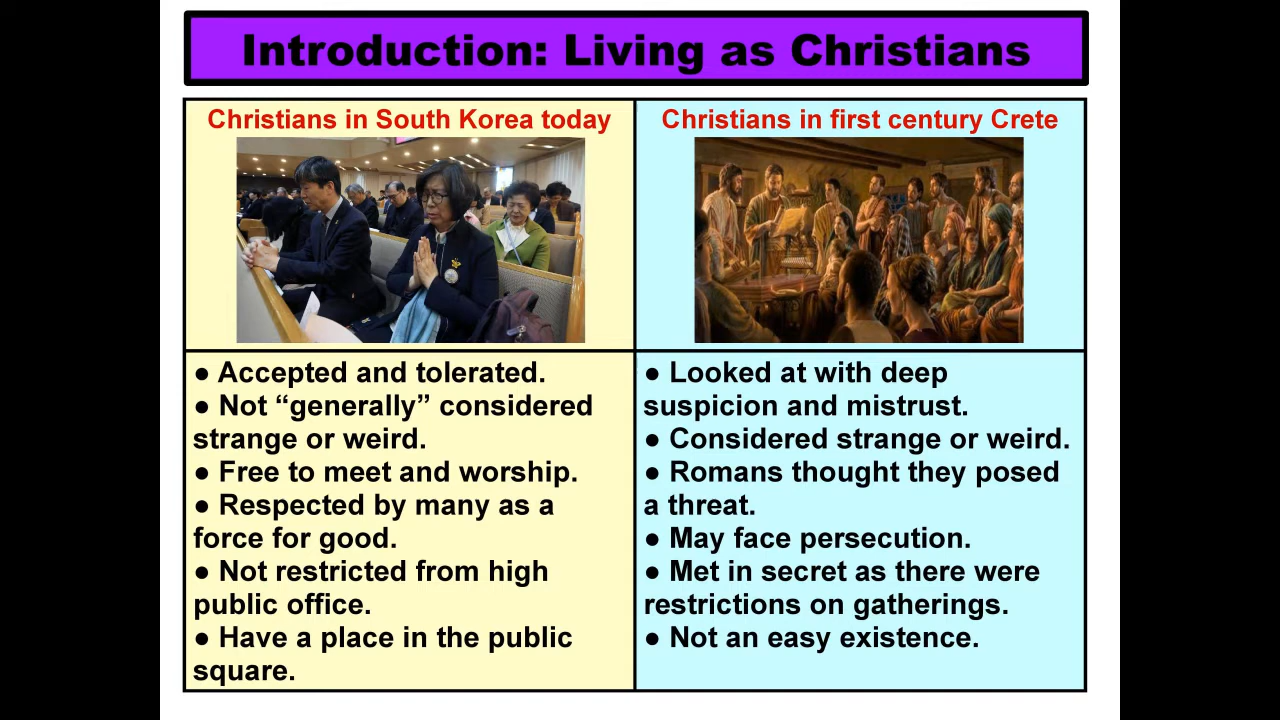 Introduction: Living as Christians
Christians in South Korea today
● Accepted and tolerated.
● Not “generally” considered
strange or weird.
● Free to meet and worship.
● Respected by many as a
force for good.
● Not restricted from high
public office.
● Have a place in the public
square.
Christians in first century Crete
● Looked at with deep
suspicion and mistrust.
● Considered strange or weird.
● Romans thought they posed
a threat.
● May face persecution.
● Met in secret as there were
restrictions on gatherings.
● Not an easy existence.